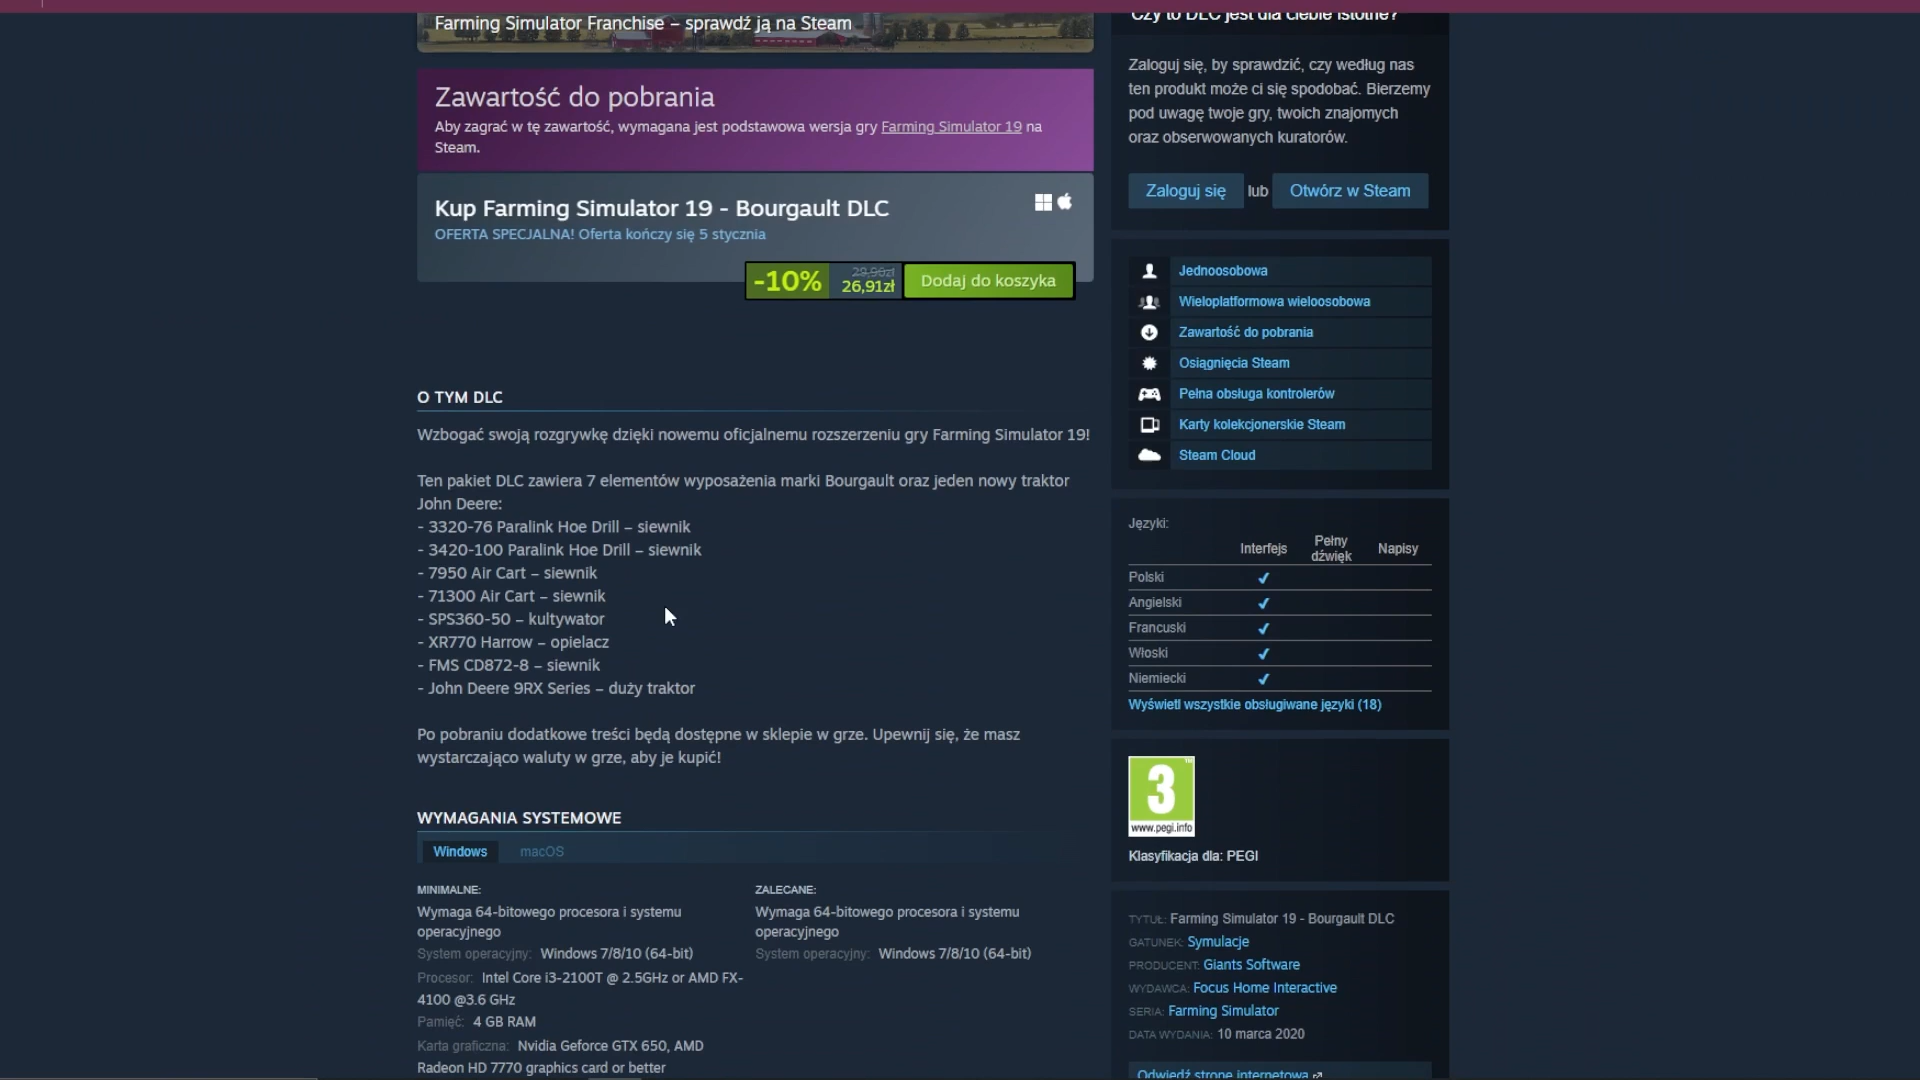 Farming Simulator Franchise – sprawdź ją na Steam
Zawartość do pobrania
Aby zagrać w tę zawartość, wymagana jest podstawowa wersja gry Farming Simulator 19 na
Steam.
Kup Farming Simulator 19 - Bourgault DLC
OFERTA SPECJALNA! Oferta kończy się 5 stycznia
-10%
29,90zł
26,91zł
Dodaj do koszyka
O TYM DLC
Wzbogać swoją rozgrywkę dzięki nowemu oficjalnemu rozszerzeniu gry Farming Simulator 19!
Ten pakiet DLC zawiera 7 elementów wyposażenia marki Bourgault oraz jeden nowy traktor
John Deere:
- 3320-76 Paralink Hoe Drill – siewnik
- 3420-100 Paralink Hoe Drill – siewnik
- 7950 Air Cart – siewnik
- 71300 Air Cart – siewnik
- SPS360-50 – kultywator
- XR770 Harrow – opielacz
- FMS CD872-8 – siewnik
- John Deere 9RX Series – duży traktor
Po pobraniu dodatkowe treści będą dostępne w sklepie w grze. Upewnij się, że masz
wystarczająco waluty w grze, aby je kupić!
WYMAGANIA SYSTEMOWE
Windows macOS
MINIMALNE:
Wymaga 64-bitowego procesora i systemu
operacyjnego
System operacyjny: Windows 7/8/10 (64-bit)
Procesor: Intel Core i3-2100T @ 2.5GHz or AMD FX-
4100 @3.6 GHz
Pamięć: 4 GB RAM
Karta graficzna: Nvidia Geforce GTX 650, AMD
Radeon HD 7770 graphics card or better
ZALECANE:
Wymaga 64-bitowego procesora i systemu
operacyjnego
System operacyjny: Windows 7/8/10 (64-bit)
Czy to DLC jest dla ciebie istotne?
Zaloguj się, by sprawdzić, czy według nas
ten produkt może ci się spodobać. Bierzemy
pod uwagę twoje gry, twoich znajomych
oraz obserwowanych kuratorów.
Zaloguj się lub Otwórz w Steam
Jednoosobowa
Wieloplatformowa wieloosobowa
Zawartość do pobrania
Osiągnięcia Steam
Pełna obsługa kontrolerów
Karty kolekcjonerskie Steam
Steam Cloud
Języki:
Interfejs Pełny dźwięk Napisy
Polski ✔
Angielski ✔
Francuski ✔
Włoski ✔
Niemiecki ✔
Wyświetl wszystkie obsługiwane języki (18)
3
www.pegi.info
Klasyfikacja dla: PEGI
TYTUŁ: Farming Simulator 19 - Bourgault DLC
GATUNEK: Symulacje
PRODUCENT: Giants Software
WYDAWCA: Focus Home Interactive
SERIA: Farming Simulator
DATA WYDANIA: 10 marca 2020
Odwiedź stronę internetową